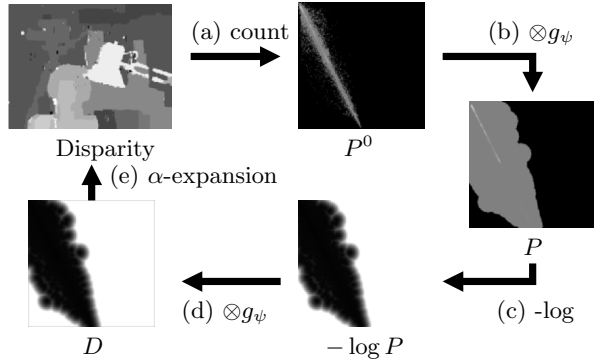 (a) count
(b) ⊗g_ψ
Disparity
P^0
(e) α-expansion
P
(d) ⊗g_ψ
(c) -log
D
− log P